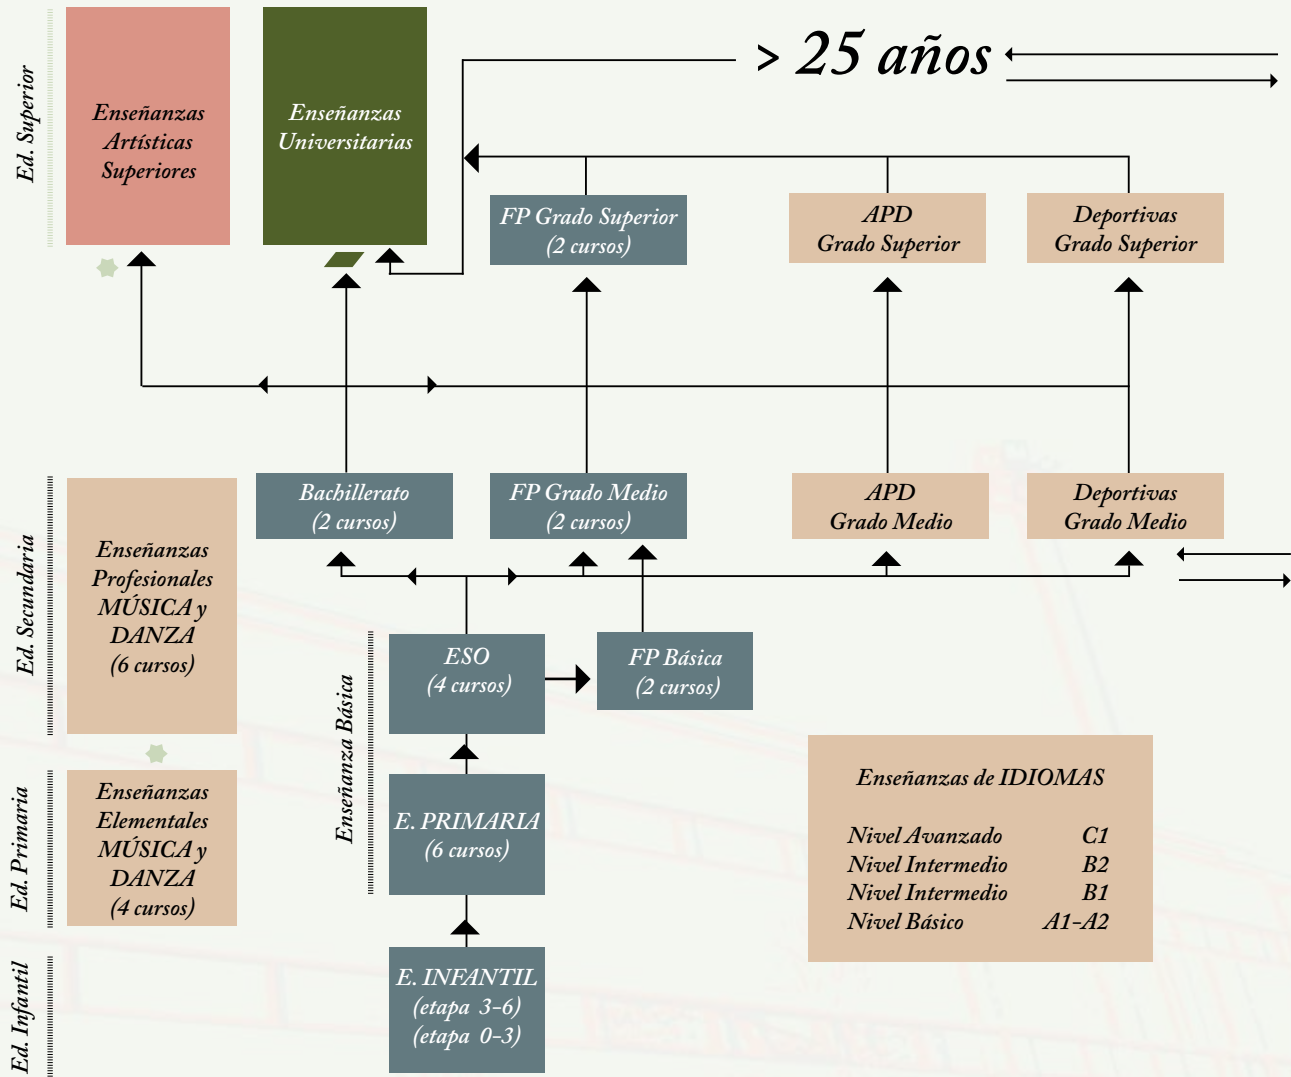 Ed. Superior
Enseñanzas
Artísticas
Superiores
Enseñanzas
Universitarias
> 25 años
FP Grado Superior
(2 cursos)
APD
Grado Superior
Deportivas
Grado Superior
Ed. Secundaria
Enseñanzas
Profesionales
MÚSICA y
DANZA
(6 cursos)
Bachillerato
(2 cursos)
FP Grado Medio
(2 cursos)
APD
Grado Medio
Deportivas
Grado Medio
Enseñanza Básica
ESO
(4 cursos)
FP Básica
(2 cursos)
Ed. Primaria
Enseñanzas
Elementales
MÚSICA y
DANZA
(4 cursos)
E. PRIMARIA
(6 cursos)
Enseñanzas de IDIOMAS
Nivel Avanzado C1
Nivel Intermedio B2
Nivel Intermedio B1
Nivel Básico A1-A2
Ed. Infantil
E. INFANTIL
(etapa 3-6)
(etapa 0-3)